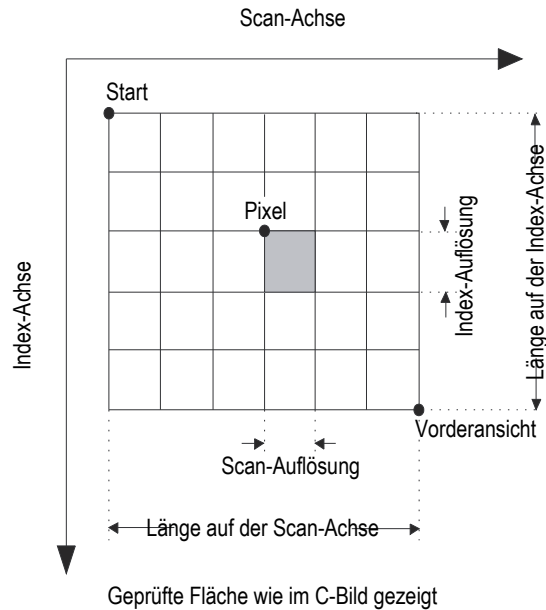 Scan-Achse
Start
Pixel
Index-Achse
Index-Auflösung
Länge auf der Index-Achse
Vorderansicht
Scan-Auflösung
Länge auf der Scan-Achse
Geprüfte Fläche wie im C-Bild gezeigt